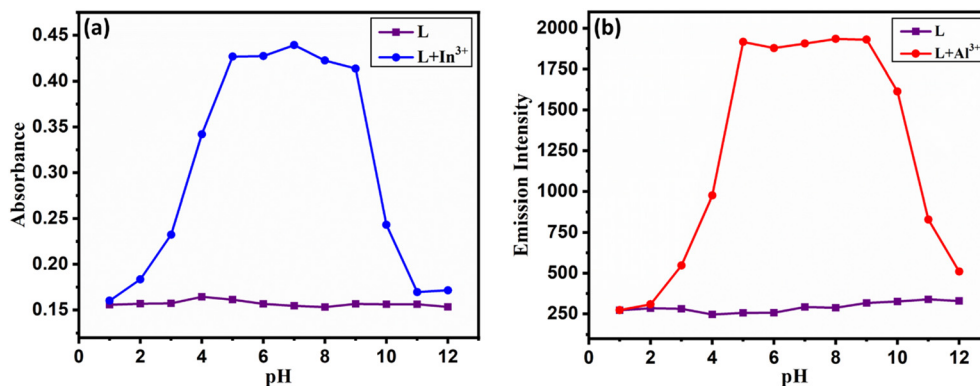 (a)
L
L+In³⁺
0.45
0.40
0.35
0.30
0.25
0.20
0.15
0 2 4 6 8 10 12
Absorbance
pH
(b)
L
L+Al³⁺
2000
1750
1500
1250
1000
750
500
250
0 2 4 6 8 10 12
Emission Intensity
pH